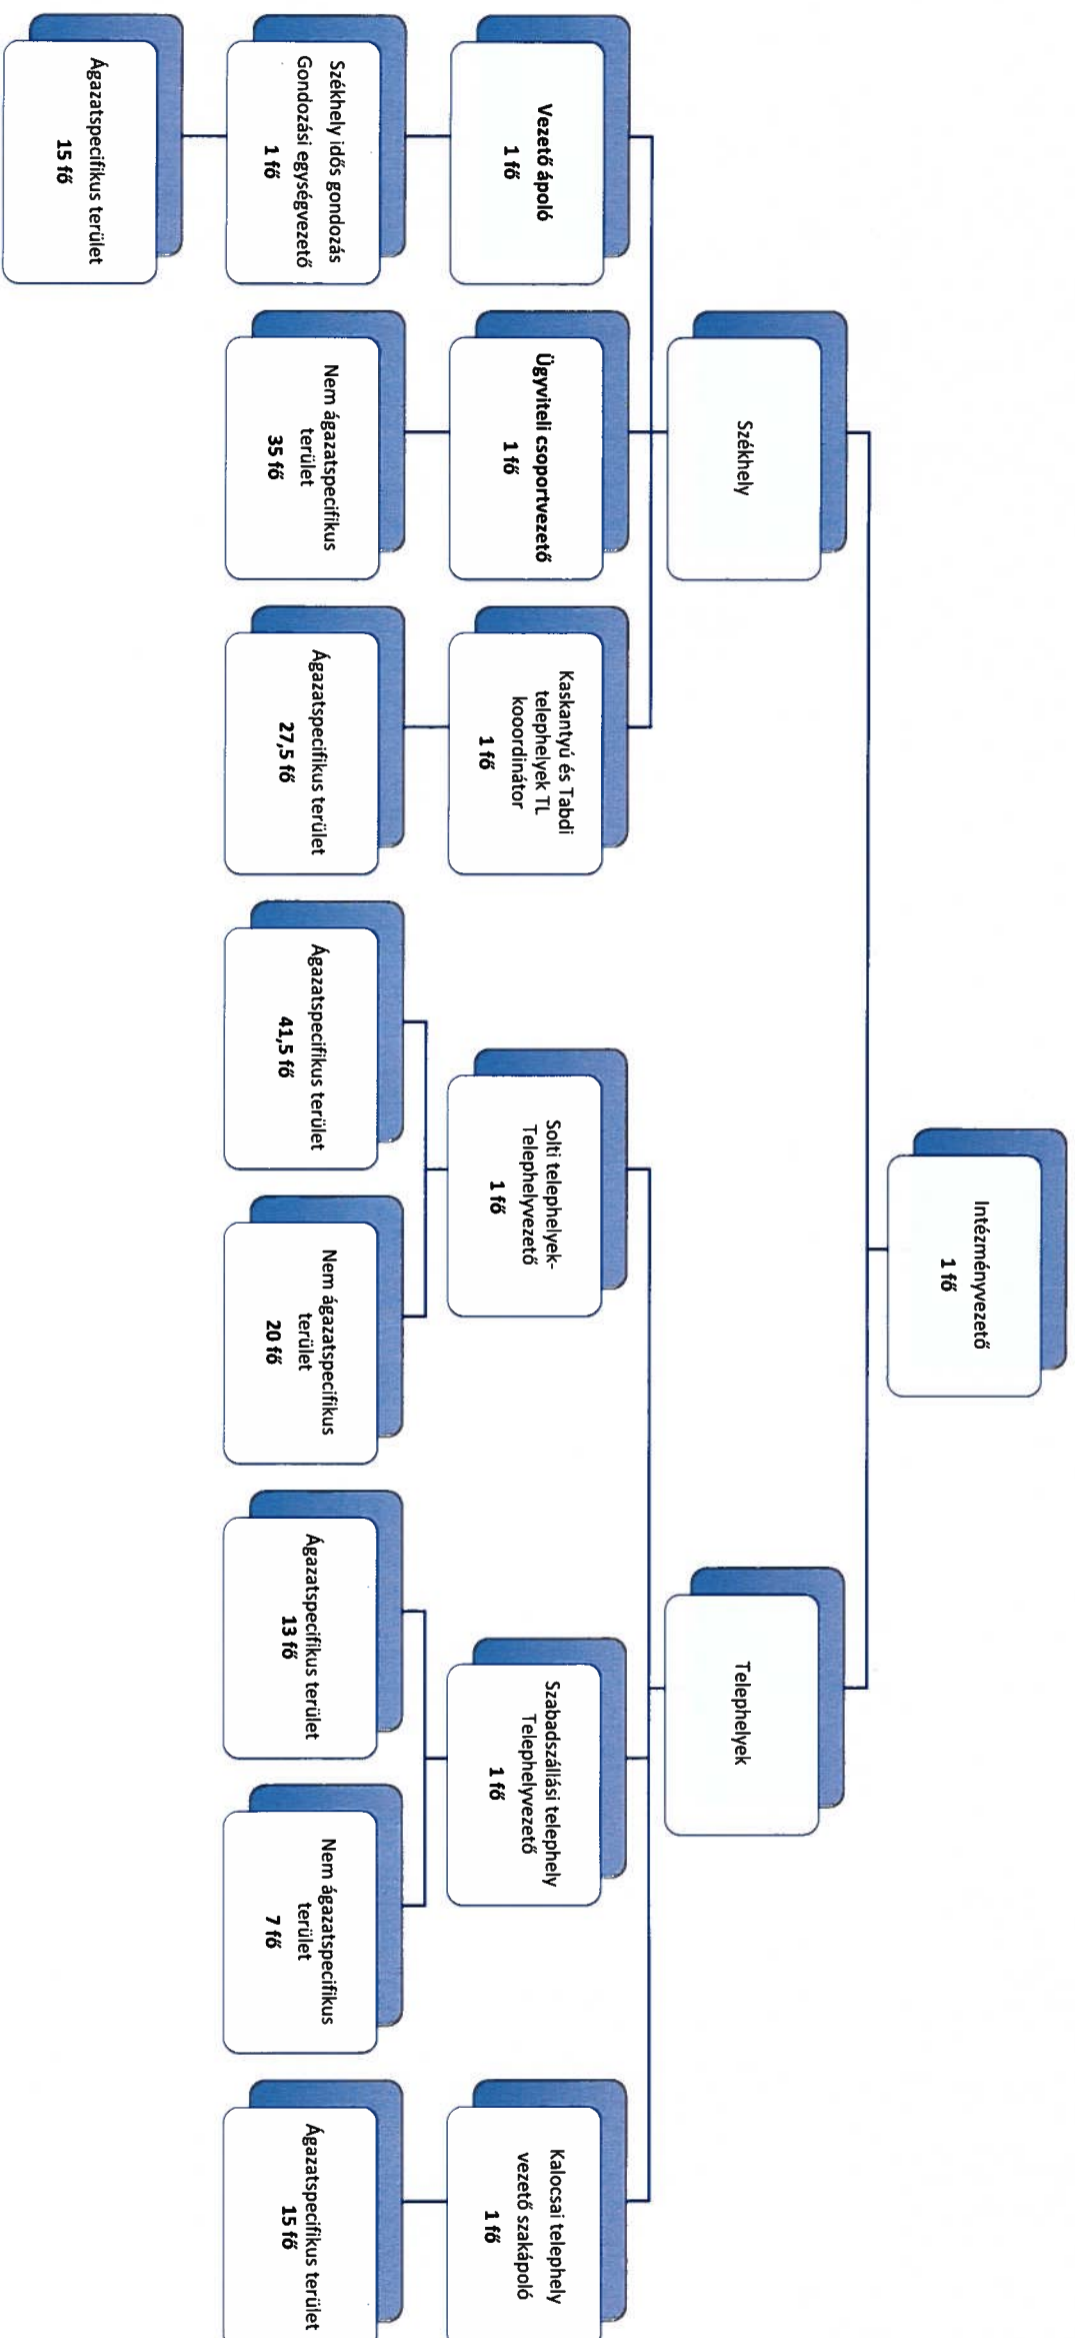 Intézményvezető
1 fő
Székhely
Telephelyek
Vezető ápoló
1 fő
Ügyviteli csoportvezető
1 fő
Kaskantyú és Tabdi
telephelyek TL
kooordinátor
1 fő
Solti telephelyek-
Telephelyvezető
1 fő
Szabadszállási telephely
Telephelyvezető
1 fő
Kalocsai telephely
vezető szakápoló
1 fő
Székhely idős gondozás
Gondozási egységvezető
1 fő
Nem ágazatspecifikus
terület
35 fő
Ágazatspecifikus terület
27,5 fő
Ágazatspecifikus terület
41,5 fő
Nem ágazatspecifikus
terület
20 fő
Ágazatspecifikus terület
13 fő
Nem ágazatspecifikus
terület
7 fő
Ágazatspecifikus terület
15 fő
Ágazatspecifikus terület
15 fő